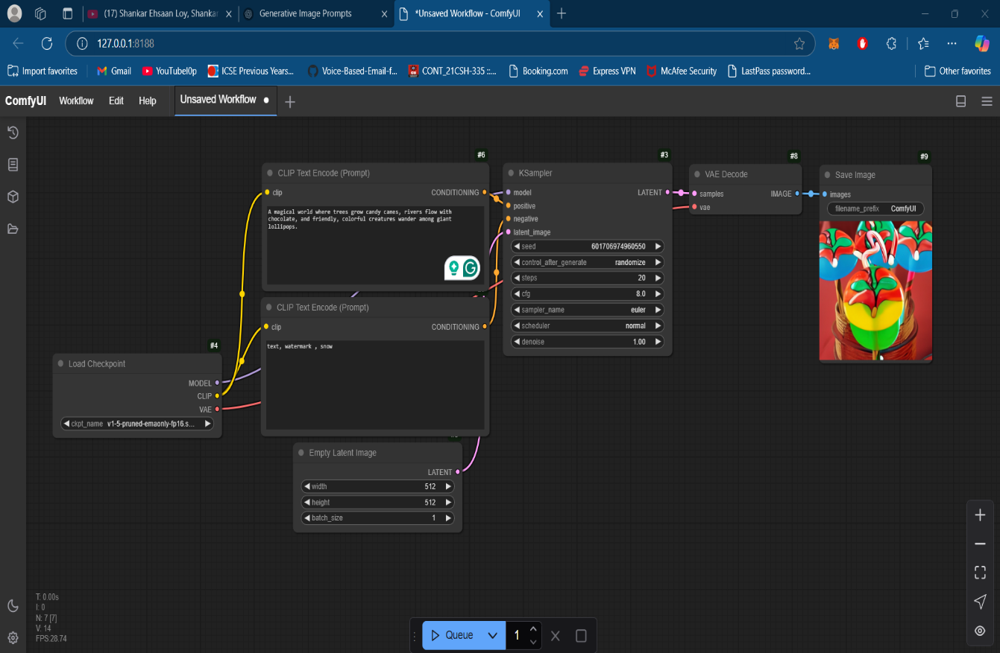 (17) Shankar Ehsaan Loy, Shankar
Generative Image Prompts
*Unsaved Workflow - ComfyUI
127.0.0.1:8188
Import favorites
Gmail
YouTubel0p
ICSE Previous Years...
Voice-Based-Email-f...
CONT_21CSH-335 ::...
Booking.com
Express VPN
McAfee Security
LastPass password...
Other favorites
ComfyUI
Workflow
Edit
Help
Unsaved Workflow
#6
CLIP Text Encode (Prompt)
clip
CONDITIONING
A magical world where trees grow candy canes, rivers flow with
chocolate, and friendly, colorful creatures wander among giant
lollipops.
CLIP Text Encode (Prompt)
clip
CONDITIONING
text, watermark , snow
#4
Load Checkpoint
MODEL
CLIP
VAE
ckpt_name v1-5-pruned-emaonly-fp16.s...
Empty Latent Image
LATENT
width 512
height 512
batch_size 1
#3
KSampler
model
LATENT
positive
negative
latent_image
seed 601706974960550
control_after_generate randomize
steps 20
cfg 8.0
sampler_name euler
scheduler normal
denoise 1.00
#8
VAE Decode
samples
IMAGE
vae
#9
Save Image
images
filename_prefix ComfyUI
T: 0.00s
I: 0
N: 7 [7]
V: 14
FPS:28.74
Queue
1